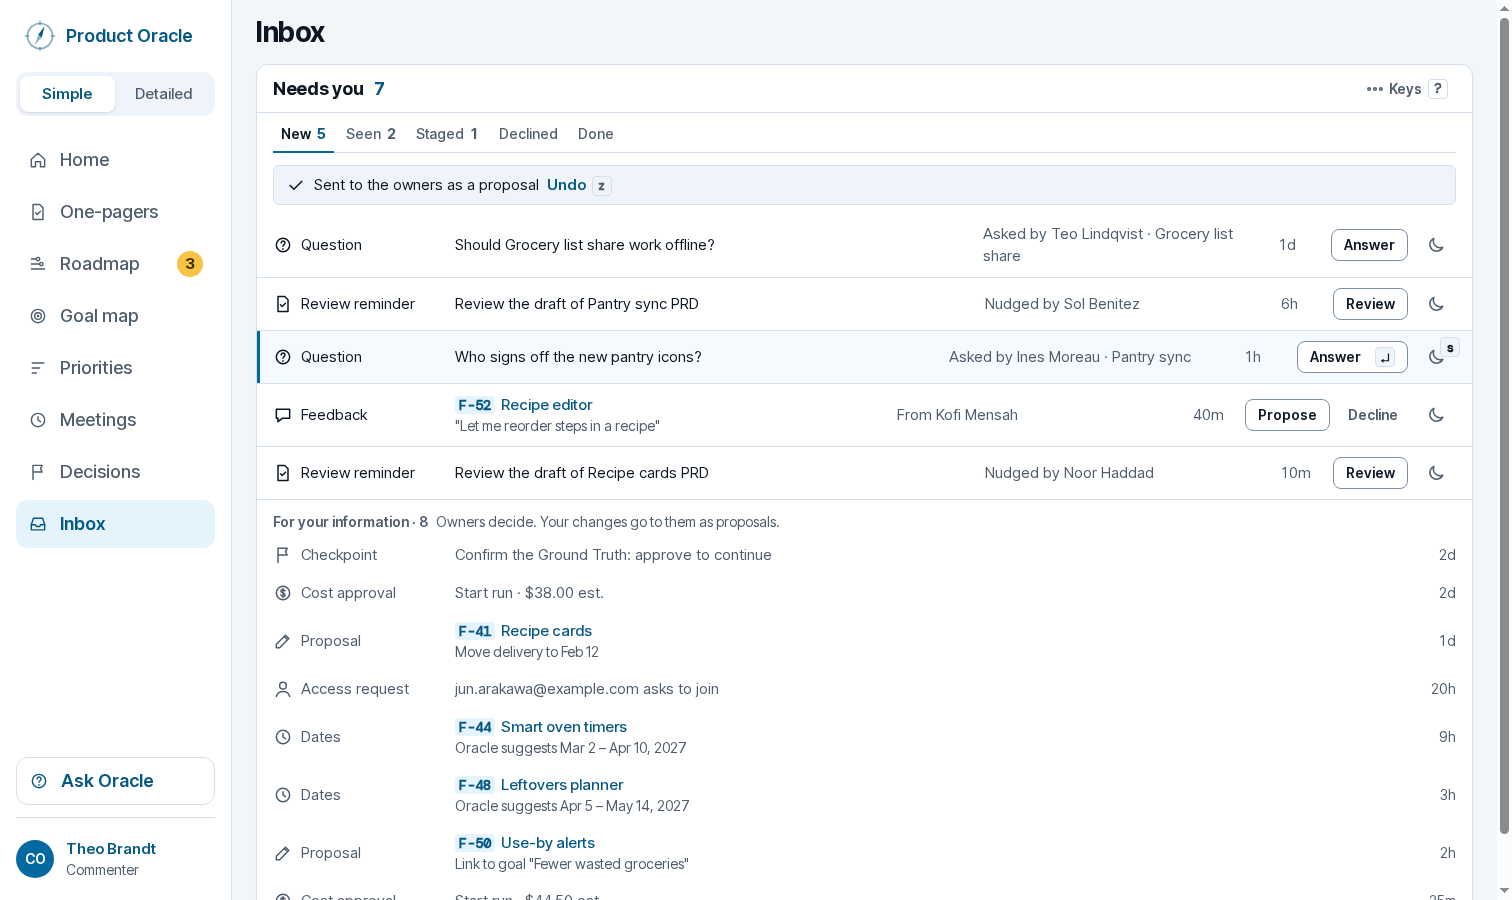 Product Oracle
Simple Detailed
Home
One-pagers
Roadmap 3
Goal map
Priorities
Meetings
Decisions
Inbox
Ask Oracle
CO Theo Brandt
Commenter
Inbox
Needs you 7 Keys ?
New 5 Seen 2 Staged 1 Declined Done
Sent to the owners as a proposal Undo z
Question Should Grocery list share work offline? Asked by Teo Lindqvist · Grocery list share 1d Answer
Review reminder Review the draft of Pantry sync PRD Nudged by Sol Benitez 6h Review
Question Who signs off the new pantry icons? Asked by Ines Moreau · Pantry sync 1h Answer ↵ s
Feedback F-52 Recipe editor From Kofi Mensah 40m Propose Decline
"Let me reorder steps in a recipe"
Review reminder Review the draft of Recipe cards PRD Nudged by Noor Haddad 10m Review
For your information · 8 Owners decide. Your changes go to them as proposals.
Checkpoint Confirm the Ground Truth: approve to continue 2d
Cost approval Start run · $38.00 est. 2d
Proposal F-41 Recipe cards 1d
Move delivery to Feb 12
Access request jun.arakawa@example.com asks to join 20h
Dates F-44 Smart oven timers 9h
Oracle suggests Mar 2 – Apr 10, 2027
Dates F-48 Leftovers planner 3h
Oracle suggests Apr 5 – May 14, 2027
Proposal F-50 Use-by alerts 2h
Link to goal "Fewer wasted groceries"
Cost approval Start run · $44.50 est.